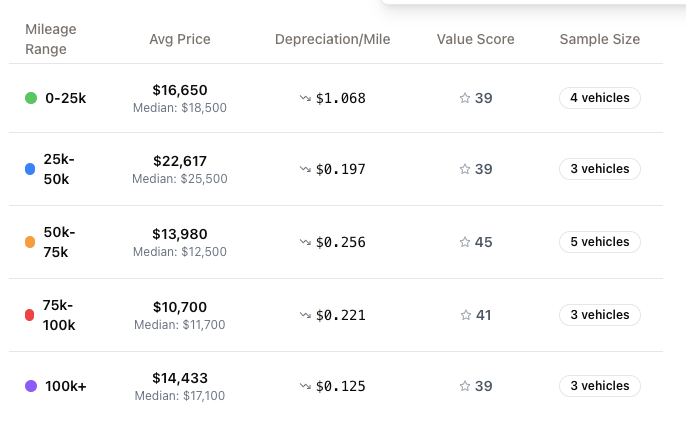 Mileage
Range
Avg Price
Depreciation/Mile
Value Score
Sample Size
0-25k
$16,650
Median: $18,500
$1.068
39
4 vehicles
25k-
50k
$22,617
Median: $25,500
$0.197
39
3 vehicles
50k-
75k
$13,980
Median: $12,500
$0.256
45
5 vehicles
75k-
100k
$10,700
Median: $11,700
$0.221
41
3 vehicles
100k+
$14,433
Median: $17,100
$0.125
39
3 vehicles